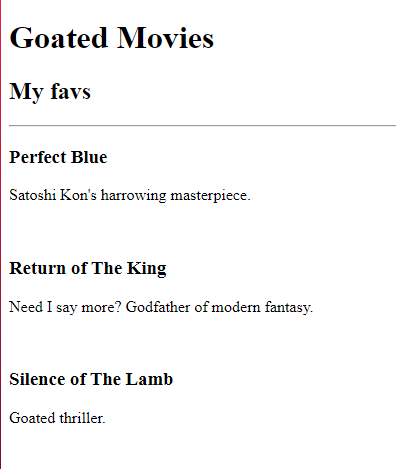 Goated Movies
My favs
Perfect Blue
Satoshi Kon's harrowing masterpiece.
Return of The King
Need I say more? Godfather of modern fantasy.
Silence of The Lamb
Goated thriller.